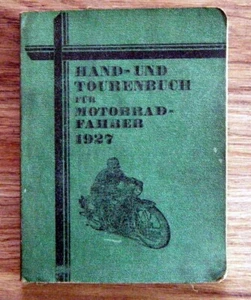 HAND- UND
TOURENBUCH
FÜR
MOTORRAD-
FAHRER
1927